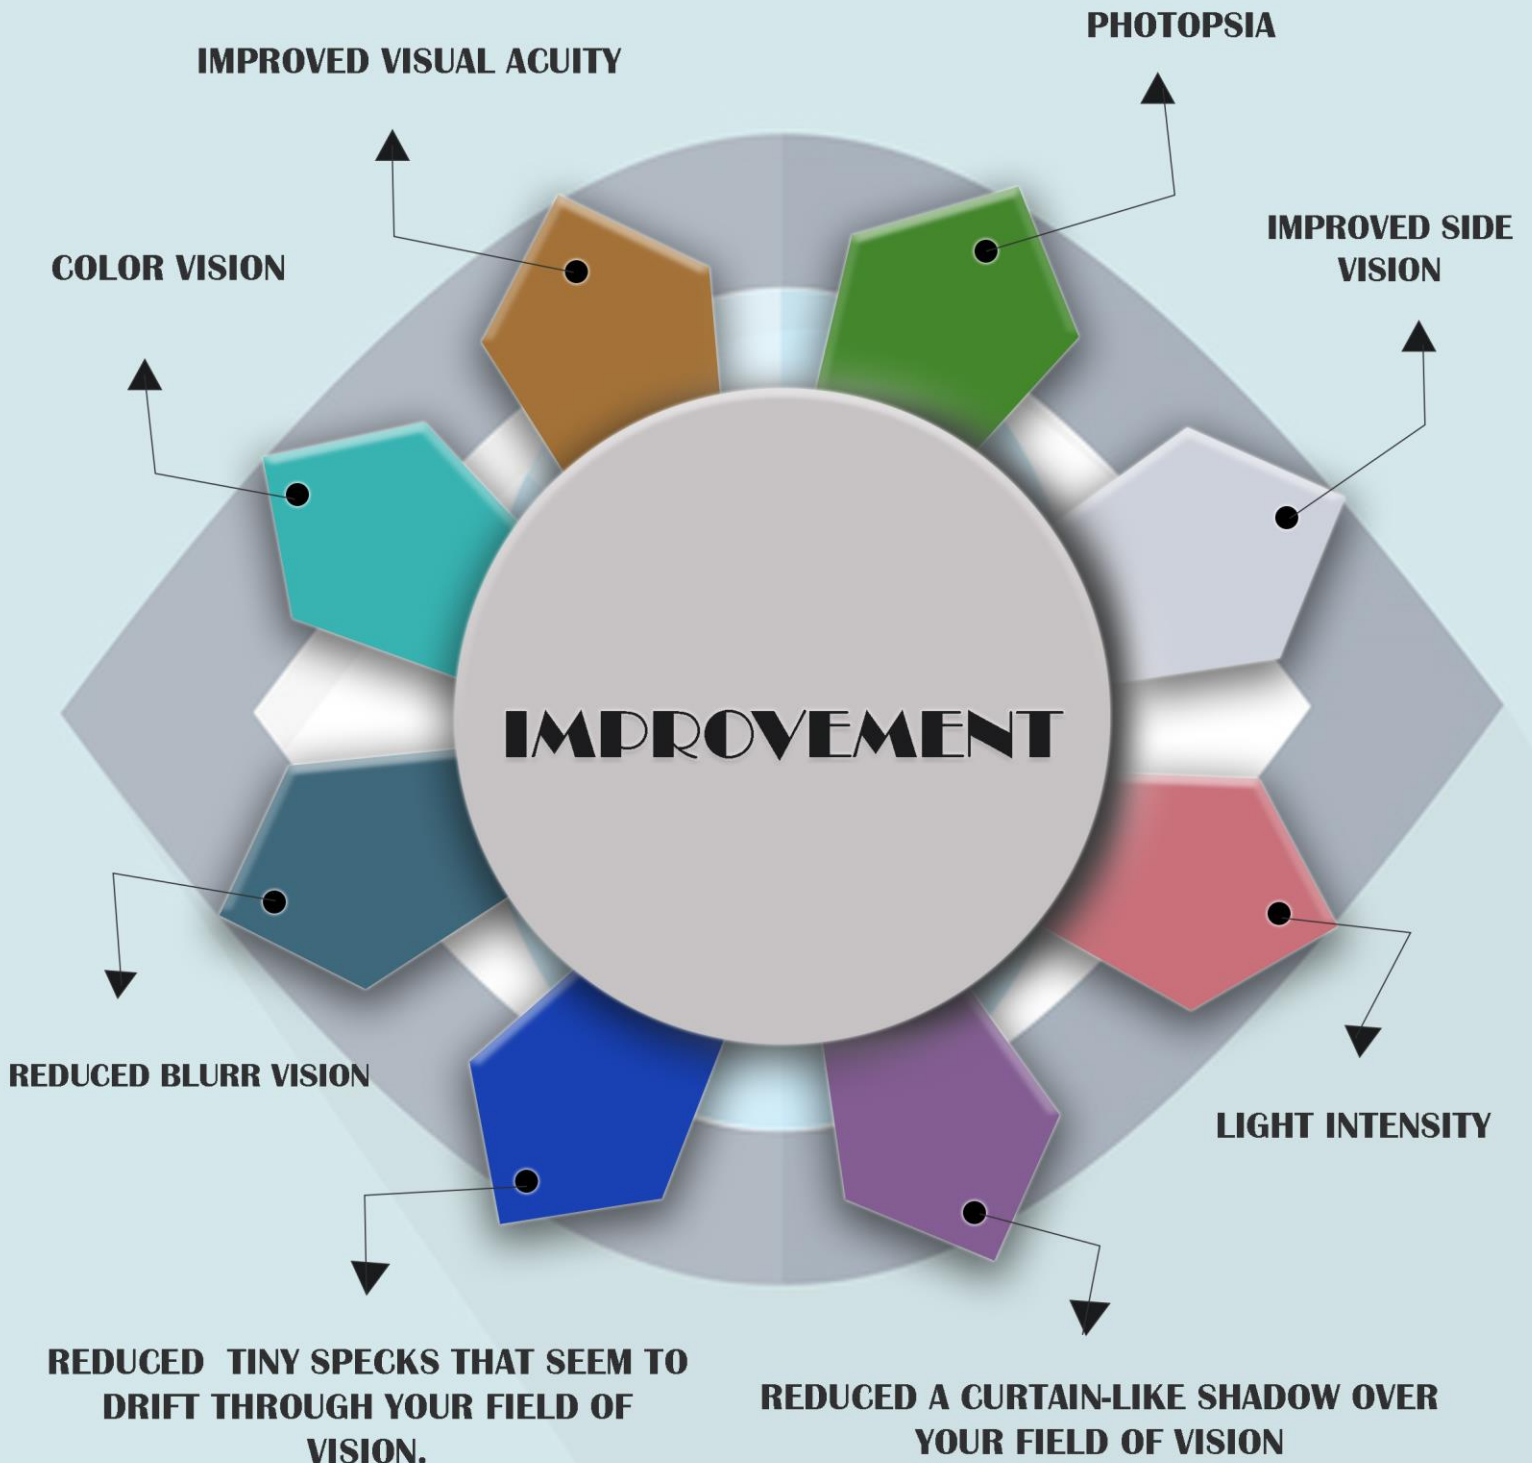 PHOTOPSIA
IMPROVED VISUAL ACUITY
IMPROVED SIDE
VISION
COLOR VISION
IMPROVEMENT
REDUCED BLURR VISION
LIGHT INTENSITY
REDUCED TINY SPECKS THAT SEEM TO
DRIFT THROUGH YOUR FIELD OF
VISION.
REDUCED A CURTAIN-LIKE SHADOW OVER
YOUR FIELD OF VISION